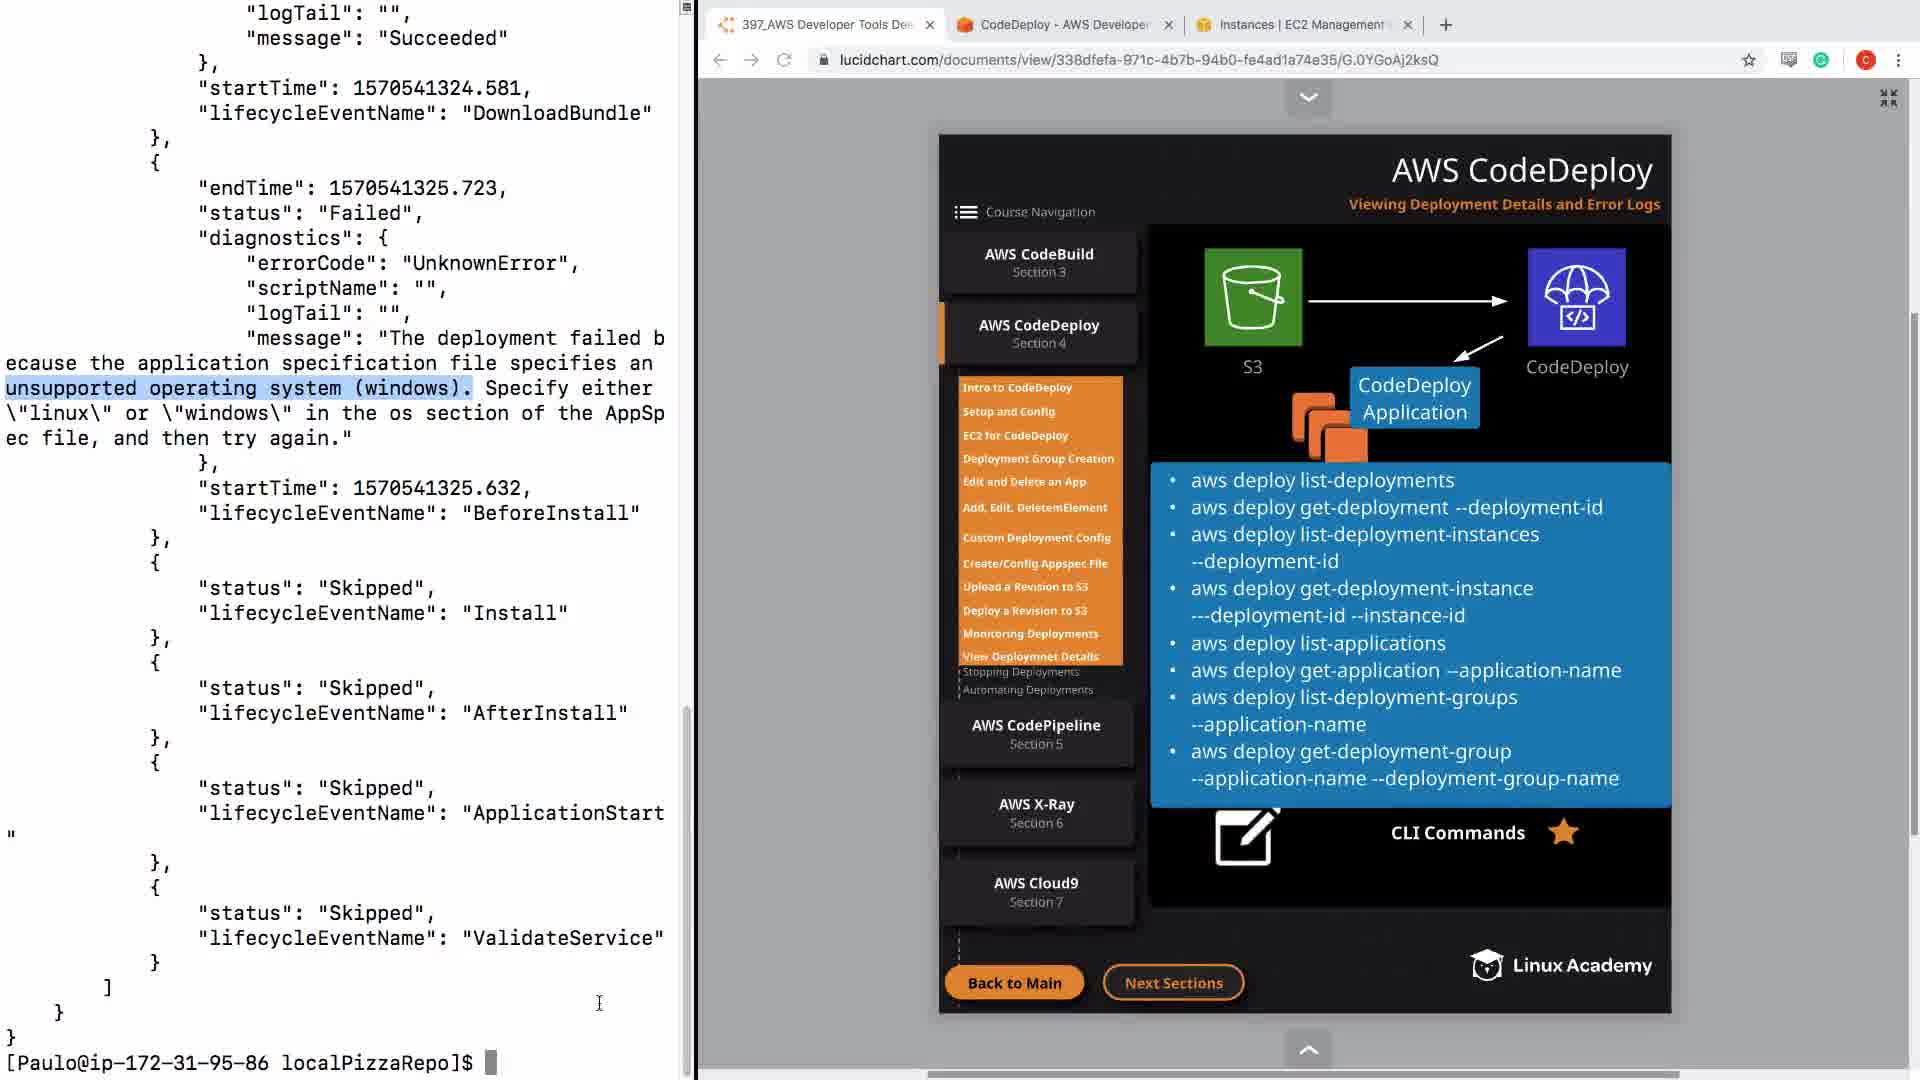 "logTail": "",
"message": "Succeeded"
},
"startTime": 1570541324.581,
"lifecycleEventName": "DownloadBundle"
},
{
"endTime": 1570541325.723,
"status": "Failed",
"diagnostics": {
"errorCode": "UnknownError",
"scriptName": "",
"logTail": "",
"message": "The deployment failed b
ecause the application specification file specifies an
unsupported operating system (windows). Specify either
\"linux\" or \"windows\" in the os section of the AppSp
ec file, and then try again."
},
"startTime": 1570541325.632,
"lifecycleEventName": "BeforeInstall"
},
{
"status": "Skipped",
"lifecycleEventName": "Install"
},
{
"status": "Skipped",
"lifecycleEventName": "AfterInstall"
},
{
"status": "Skipped",
"lifecycleEventName": "ApplicationStart
"
},
{
"status": "Skipped",
"lifecycleEventName": "ValidateService"
}
]
}
}
[Paulo@ip-172-31-95-86 localPizzaRepo]$
397_AWS Developer Tools Dee
CodeDeploy - AWS Developer
Instances | EC2 Management
lucidchart.com/documents/view/338dfefa-971c-4b7b-94b0-fe4ad1a74e35/G.0YGoAj2ksQ
C
AWS CodeDeploy
Viewing Deployment Details and Error Logs
Course Navigation
AWS CodeBuild
Section 3
AWS CodeDeploy
Section 4
Intro to CodeDeploy
Setup and Config
EC2 for CodeDeploy
Deployment Group Creation
Edit and Delete an App
Add, Edit, DeletemElement
Custom Deployment Config
Create/Config Appspec File
Upload a Revision to S3
Deploy a Revision to S3
Monitoring Deployments
View Deploymnet Details
Stopping Deployments
Automating Deployments
AWS CodePipeline
Section 5
AWS X-Ray
Section 6
AWS Cloud9
Section 7
Back to Main
Next Sections
S3
CodeDeploy
CodeDeploy
Application
• aws deploy list-deployments
• aws deploy get-deployment --deployment-id
• aws deploy list-deployment-instances
--deployment-id
• aws deploy get-deployment-instance
---deployment-id --instance-id
• aws deploy list-applications
• aws deploy get-application --application-name
• aws deploy list-deployment-groups
--application-name
• aws deploy get-deployment-group
--application-name --deployment-group-name
CLI Commands
Linux Academy